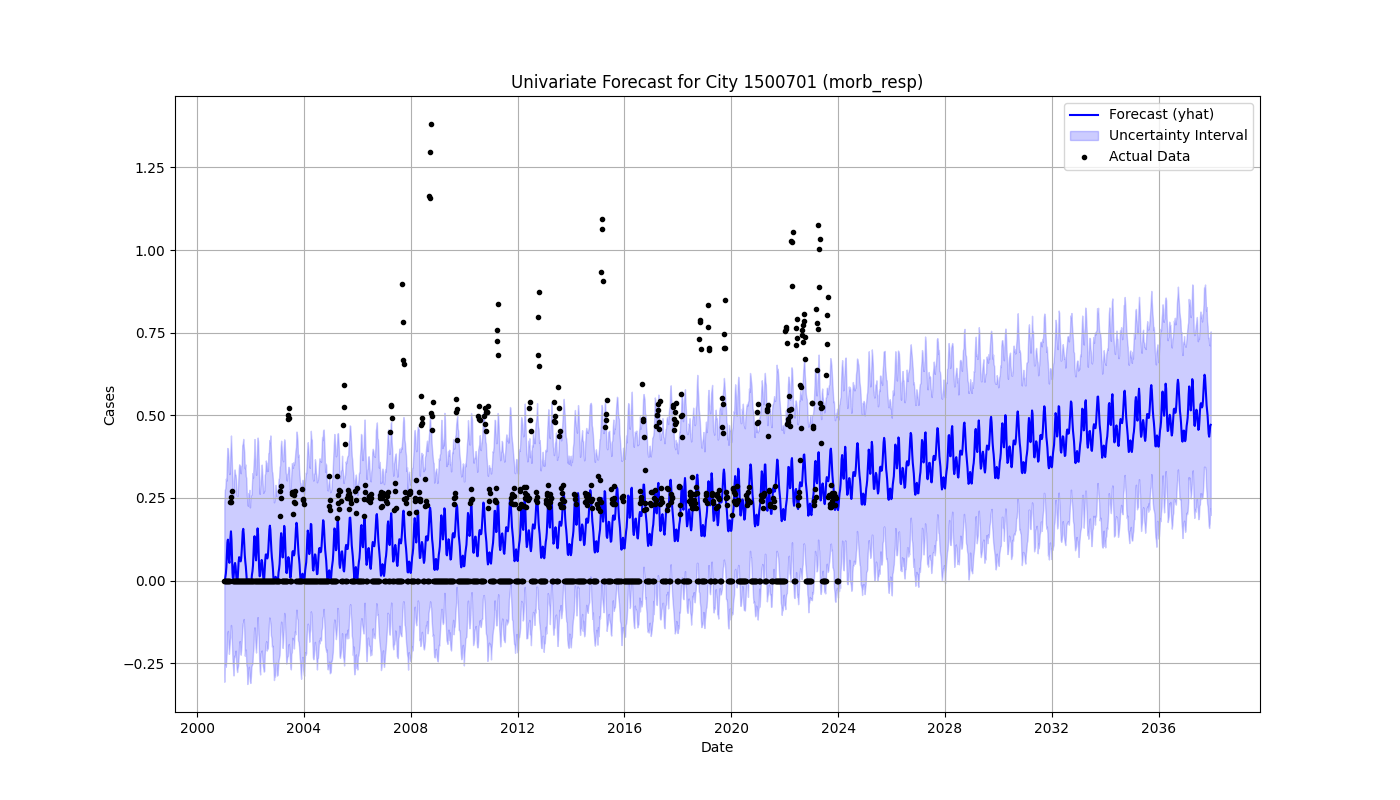 Univariate Forecast for City 1500701 (morb_resp)
Forecast (yhat)
Uncertainty Interval
Actual Data
Cases
1.25
1.00
0.75
0.50
0.25
0.00
−0.25
2000 2004 2008 2012 2016 2020 2024 2028 2032 2036
Date